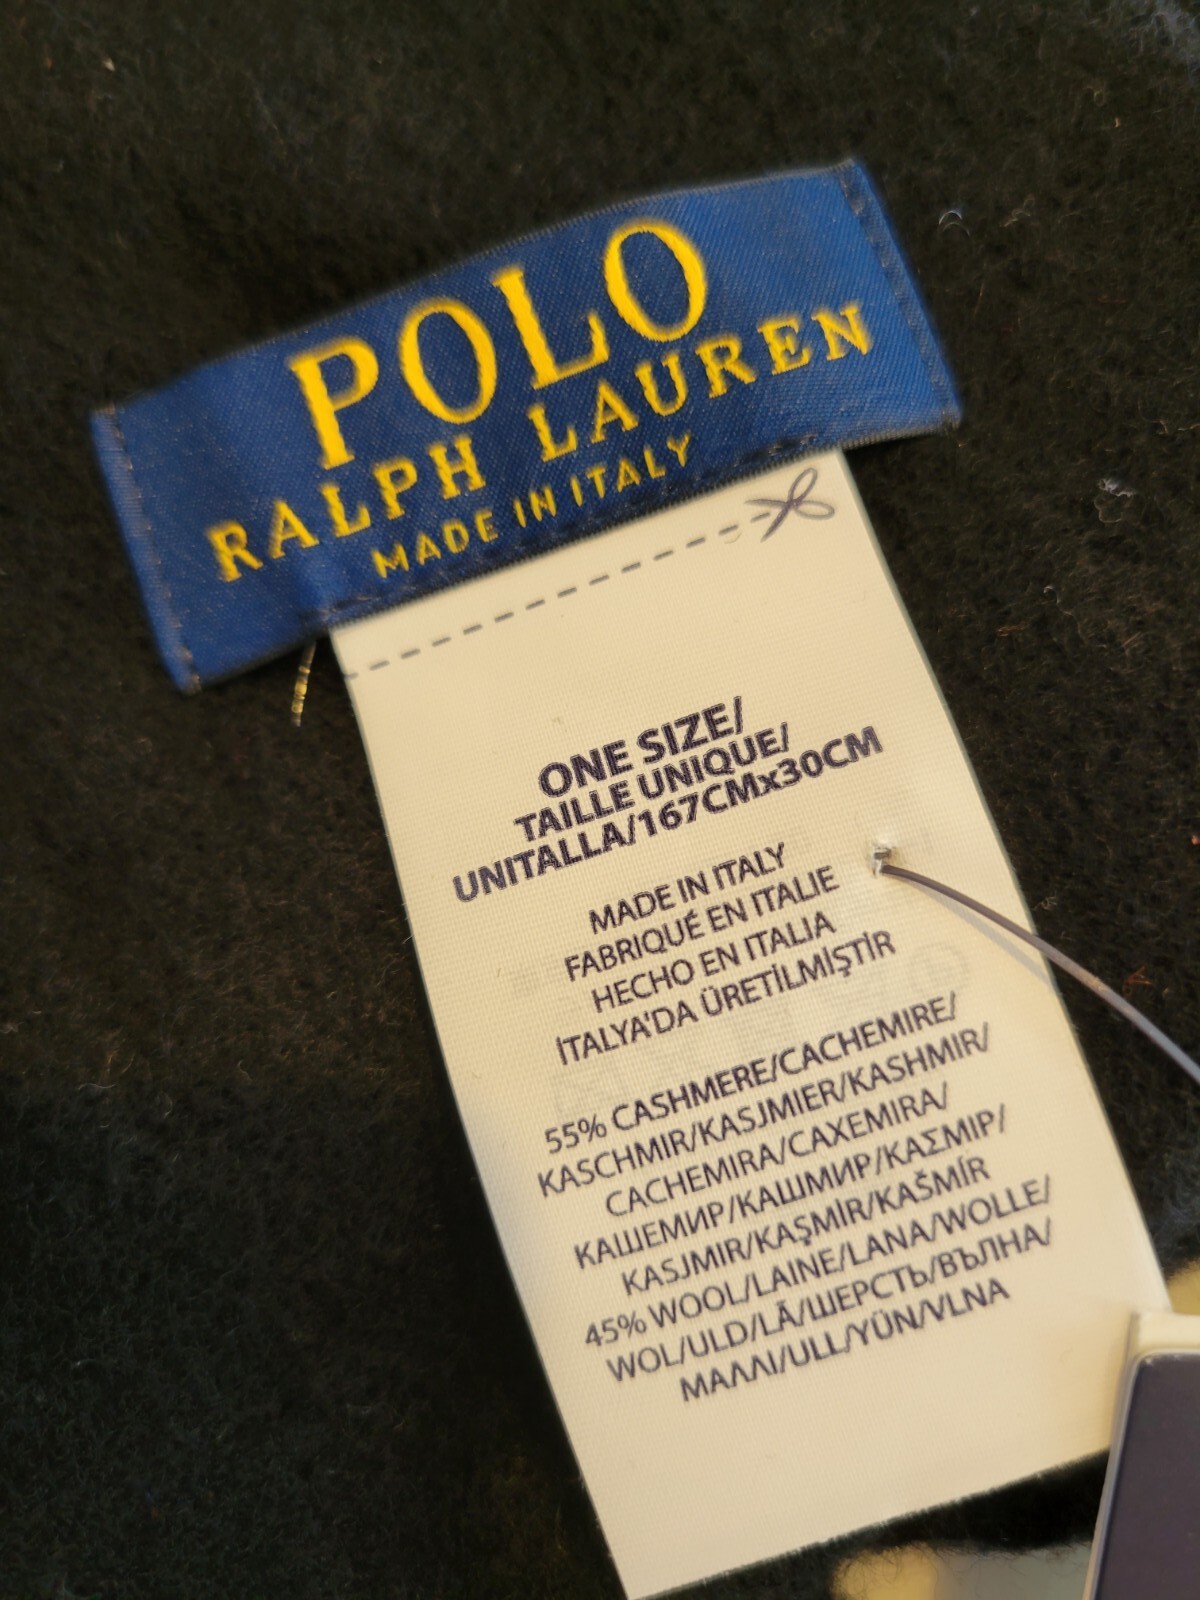 POLO
RALPH LAUREN
MADE IN ITALY
ONE SIZE/
TAILLE UNIQUE/
UNITALLA/167CMx30CM
MADE IN ITALY
FABRIQUÉ EN ITALIE
HECHO EN ITALIA
İTALYA'DA ÜRETİLMİŞTİR
55% CASHMERE/CACHEMIRE/
KASCHMIR/KASJMIER/KASHMIR/
CACHEMIRA/CAXEMIRA/
КАШЕМИР/КАШМИР/ΚΑΣΜΙΡ/
KASJMIR/KAŞMİR/KAŠMÍR
45% WOOL/LAINE/LANA/WOLLE/
WOL/ULD/LÃ/ШЕРСТЬ/ВЪЛНА/
ΜΑΛΛΙ/ULL/YÜN/VLNA